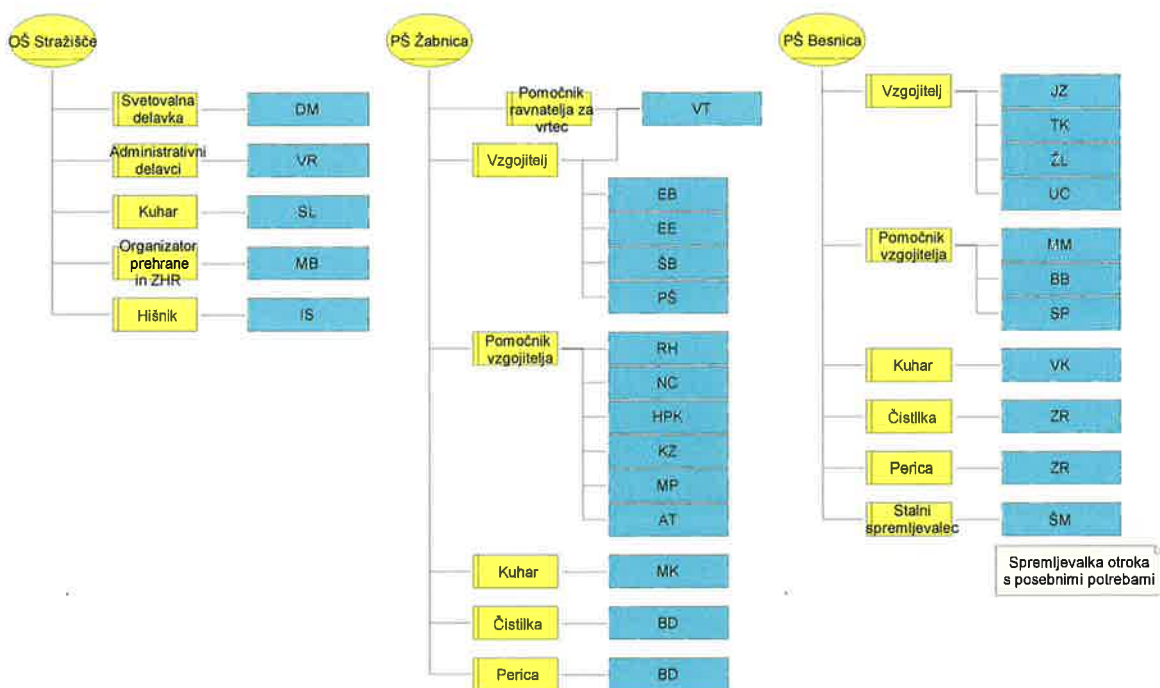 OŠ Stražišče
Svetovalna
delavka
DM
Administrativni
delavci
VR
Kuhar
SL
Organizator
prehrane
in ZHR
MB
Hišnik
IS
PŠ Žabnica
Pomočnik
ravnatelja za
vrtec
VT
Vzgojitelj
EB
EE
ŠB
PŠ
Pomočnik
vzgojitelja
RH
NC
HPK
KZ
MP
AT
Kuhar
MK
Čistilka
BD
Perica
BD
PŠ Besnica
Vzgojitelj
JZ
TK
ŽL
UC
Pomočnik
vzgojitelja
MM
BB
SP
Kuhar
VK
Čistilka
ZR
Perica
ZR
Stalni
spremljevalec
ŠM
Spremljevalka otroka
s posebnimi potrebami